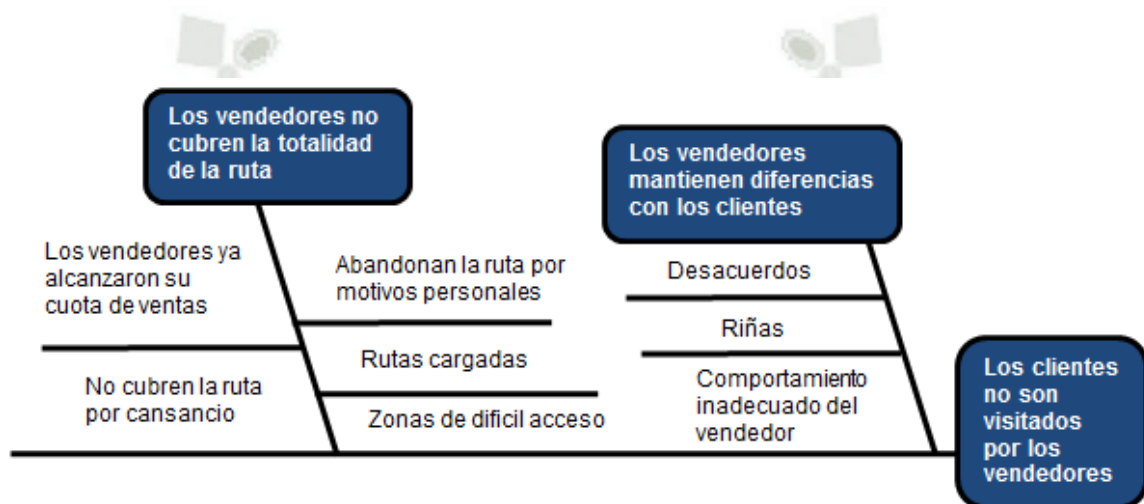 Los vendedores no
cubren la totalidad
de la ruta
Los vendedores
mantienen diferencias
con los clientes
Los vendedores ya
alcanzaron su
cuota de ventas
Abandonan la ruta por
motivos personales
Desacuerdos
Riñas
No cubren la ruta
por cansancio
Rutas cargadas
Zonas de dificil acceso
Comportamiento
inadecuado del
vendedor
Los clientes
no son
visitados
por los
vendedores